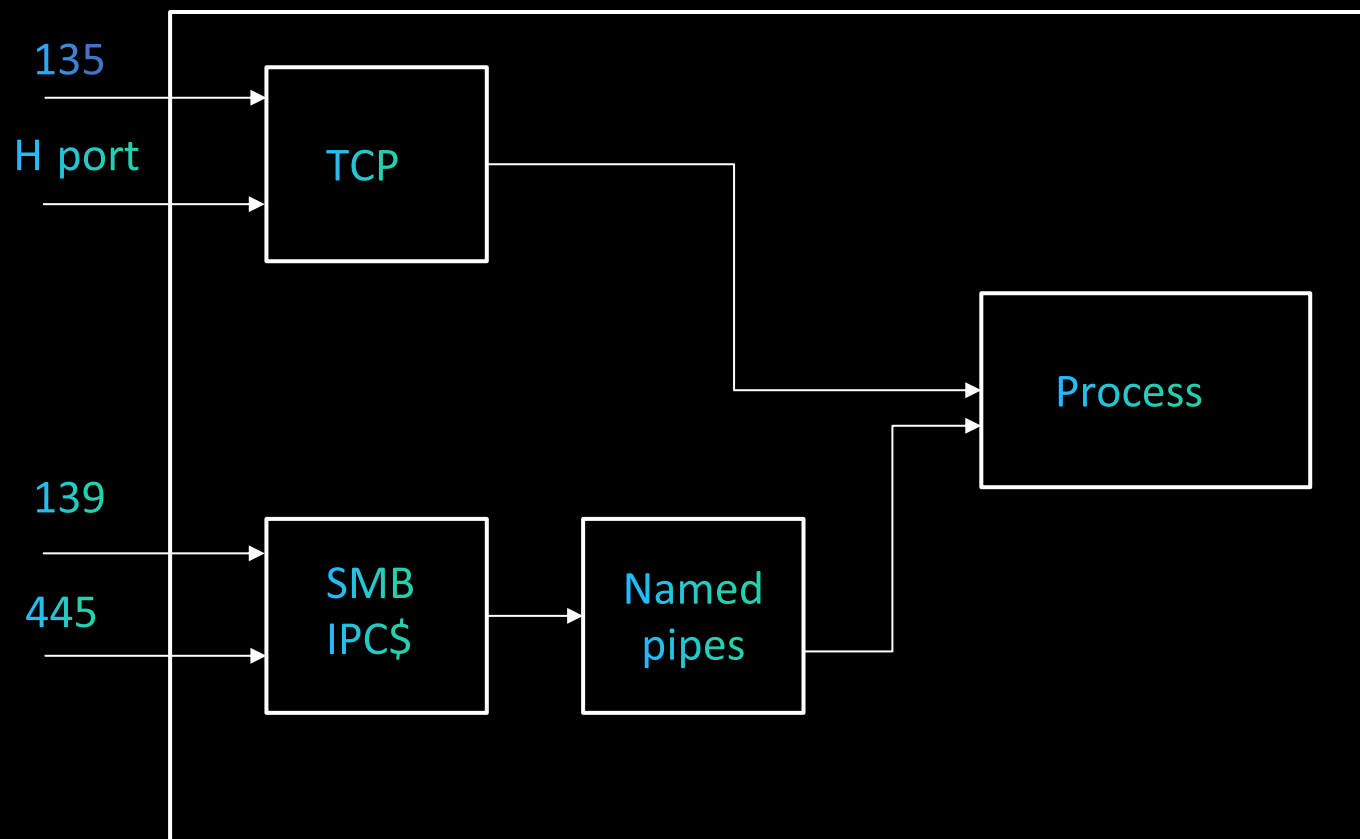 135
H port
TCP
Process
139
445
SMB
IPC$
Named
pipes